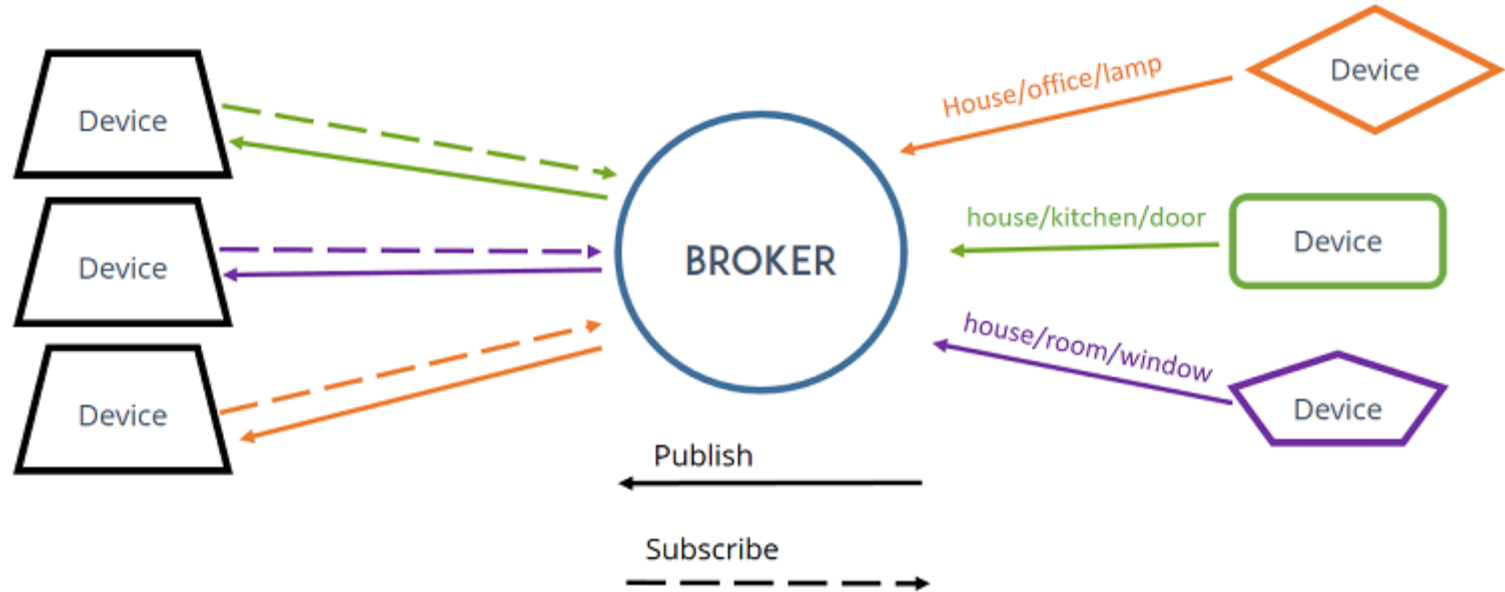 House/office/lamp
Device
Device
house/kitchen/door
Device
Device
BROKER
house/room/window
Device
Device
Publish
Subscribe